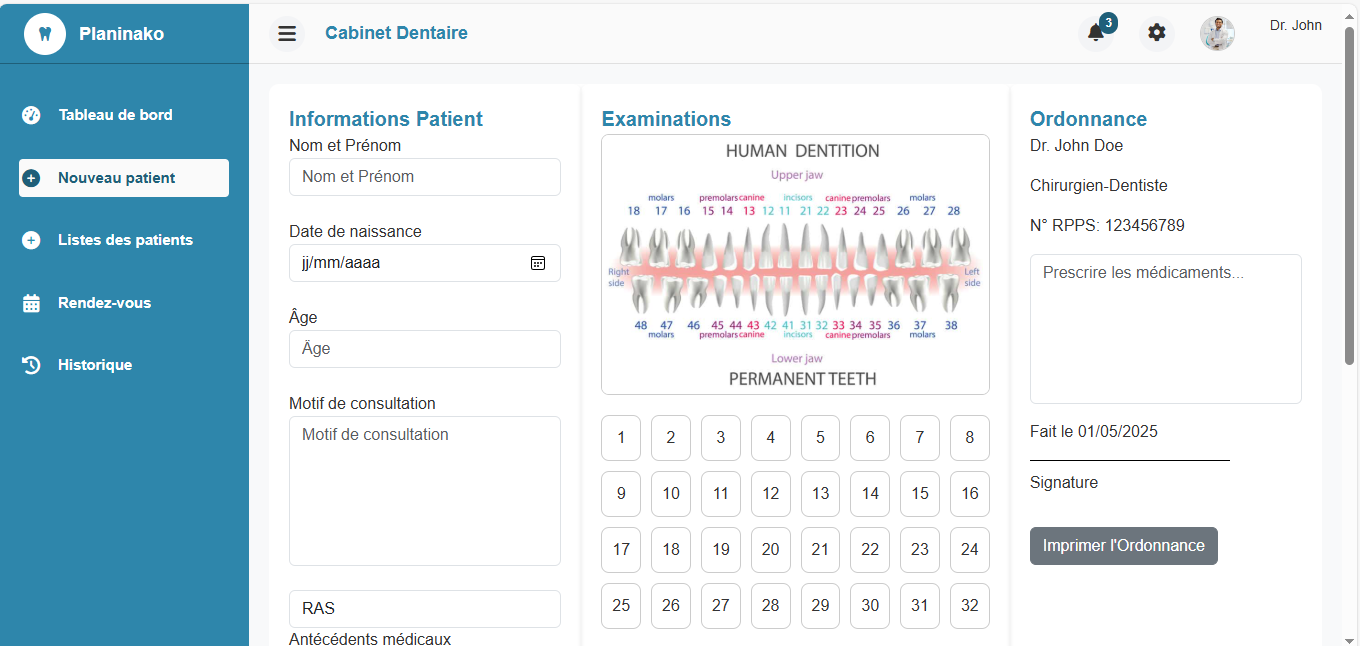 Planinako
Cabinet Dentaire
3
Dr. John
Tableau de bord
Nouveau patient
Listes des patients
Rendez-vous
Historique
Informations Patient
Nom et Prénom
Nom et Prénom
Date de naissance
jj/mm/aaaa
Âge
Âge
Motif de consultation
Motif de consultation
RAS
Antécédents médicaux
Examinations
HUMAN DENTITION
Upper jaw
molars premolars canine incisors canine premolars molars
18 17 16 15 14 13 12 11 21 22 23 24 25 26 27 28
Right side
Left side
48 47 46 45 44 43 42 41 31 32 33 34 35 36 37 38
molars premolars canine incisors canine premolars molars
Lower jaw
PERMANENT TEETH
1 2 3 4 5 6 7 8
9 10 11 12 13 14 15 16
17 18 19 20 21 22 23 24
25 26 27 28 29 30 31 32
Ordonnance
Dr. John Doe
Chirurgien-Dentiste
N° RPPS: 123456789
Prescrire les médicaments...
Fait le 01/05/2025
Signature
Imprimer l'Ordonnance